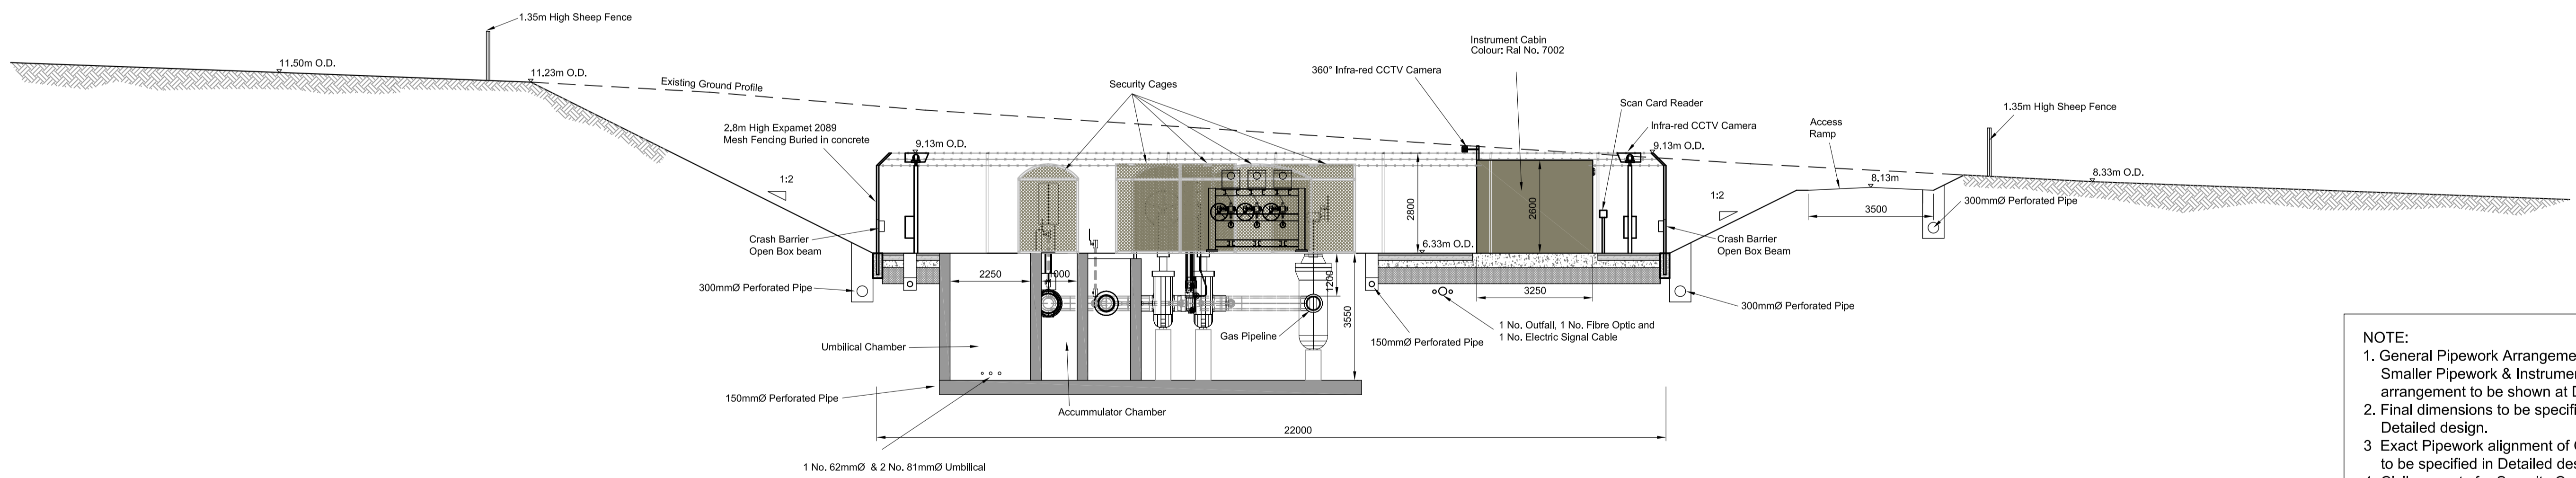 1.35m High Sheep Fence
11.50m O.D.
11.23m O.D.
Existing Ground Profile
2.8m High Expamet 2089
Mesh Fencing Buried in concrete
9.13m O.D.
Security Cages
360° Infra-red CCTV Camera
Instrument Cabin
Colour: Ral No. 7002
Scan Card Reader
Infra-red CCTV Camera
9.13m O.D.
Access
Ramp
1.35m High Sheep Fence
8.13m
8.33m O.D.
1:2
1:2
2800
2600
3500
300mmØ Perforated Pipe
Crash Barrier
Open Box beam
6.33m O.D.
Crash Barrier
Open Box Beam
2250
1000
1200
3250
300mmØ Perforated Pipe
300mmØ Perforated Pipe
3550
Umbilical Chamber
Gas Pipeline
150mmØ Perforated Pipe
1 No. Outfall, 1 No. Fibre Optic and
1 No. Electric Signal Cable
150mmØ Perforated Pipe
Accummulator Chamber
22000
1 No. 62mmØ & 2 No. 81mmØ Umbilical
NOTE:
1. General Pipework Arrangeme
Smaller Pipework & Instrumer
arrangement to be shown at D
2. Final dimensions to be specifi
Detailed design.
3 Exact Pipework alignment of
to be specified in Detailed des